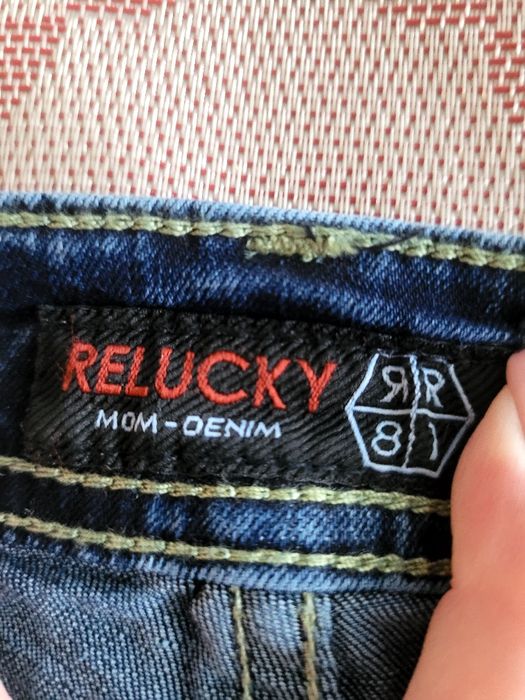 RELUCKY
MOM-DENIM
ЯR
81